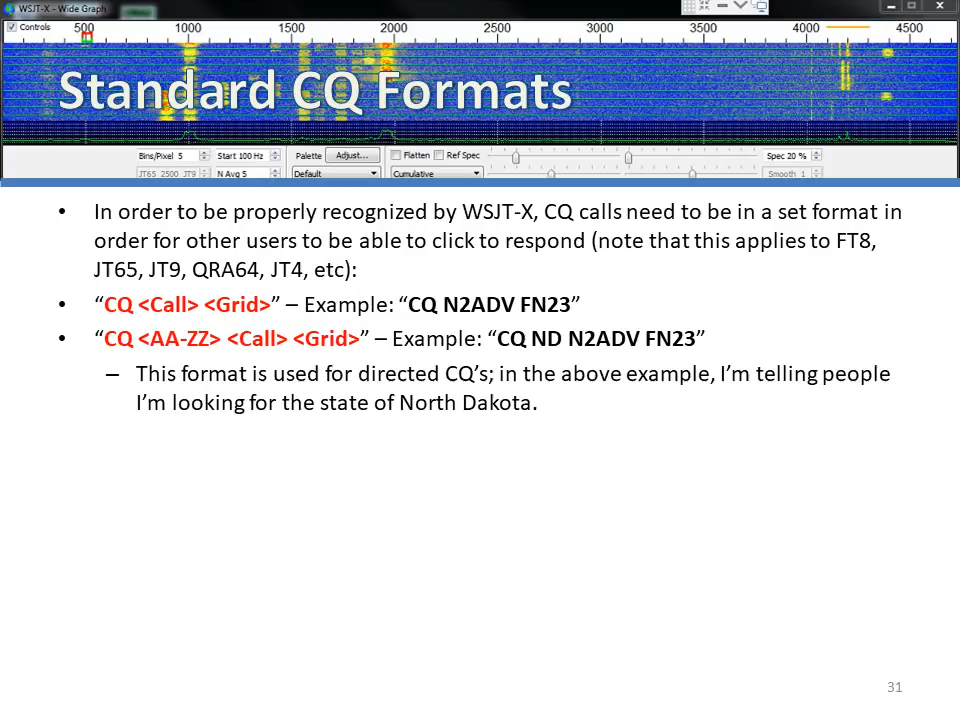 WSJT-X - Wide Graph
Controls 500 1000 1500 2000 2500 3000 3500 4000 4500
Standard CQ Formats
Bins/Pixel 5 Start 100 Hz Palette Adjust... Flatten Ref Spec Spec 20 %
JT65 2500 JT9 N Avg 5 Default Cumulative Smooth 1
• In order to be properly recognized by WSJT-X, CQ calls need to be in a set format in
order for other users to be able to click to respond (note that this applies to FT8,
JT65, JT9, QRA64, JT4, etc):
• “CQ <Call> <Grid>” – Example: “CQ N2ADV FN23”
• “CQ <AA-ZZ> <Call> <Grid>” – Example: “CQ ND N2ADV FN23”
– This format is used for directed CQ’s; in the above example, I’m telling people
I’m looking for the state of North Dakota.
31